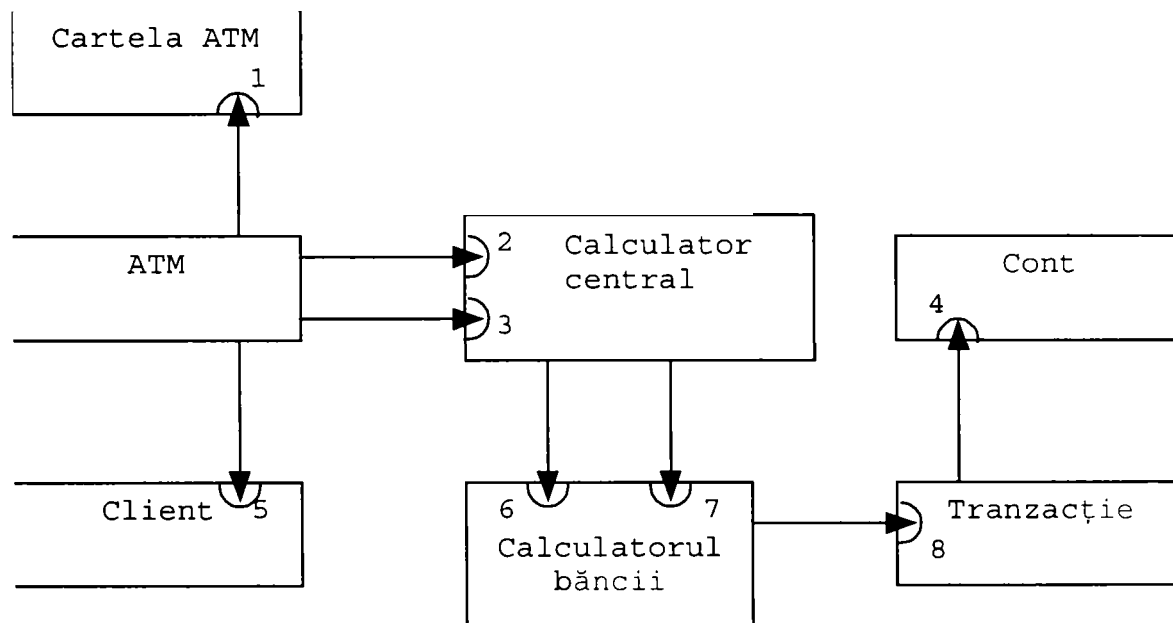 Cartela ATM
1
ATM
2
Calculator
central
3
Cont
4
Client
5
6
7
Calculatorul
băncii
Tranzacție
8